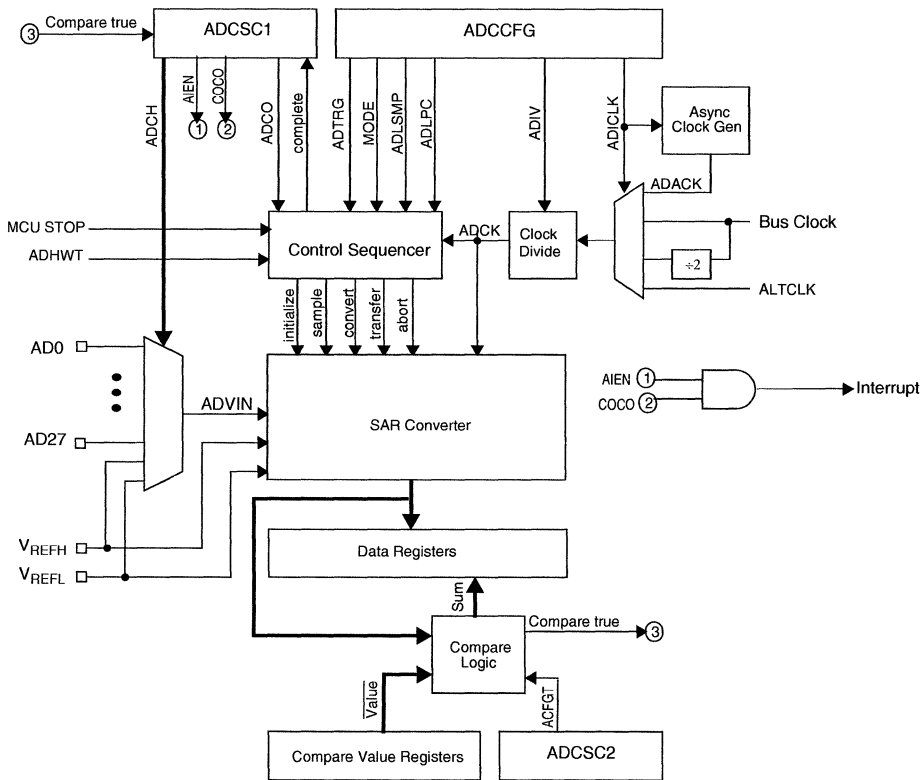 Compare true
3
ADCSC1
ADCCFG
ADCH
AIEN
COCO
ADCO
complete
ADTRG
MODE
ADLSMP
ADLPC
ADIV
ADICLK
1
2
Async
Clock Gen
ADACK
MCU STOP
ADHWT
Control Sequencer
ADCK
Clock
Divide
Bus Clock
÷2
ALTCLK
initialize
sample
convert
transfer
abort
AD0
AD27
ADVIN
SAR Converter
AIEN 1
COCO 2
Interrupt
VREFH
VREFL
Data Registers
Sum
Compare true
3
Compare
Logic
Value
ACFGT
Compare Value Registers
ADCSC2